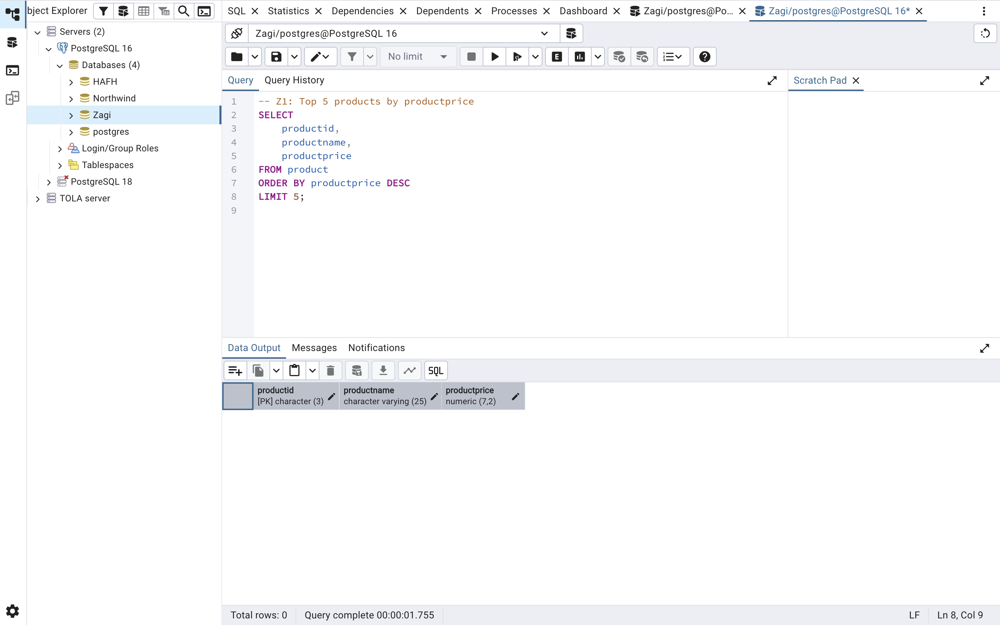 bject Explorer
SQL Statistics Dependencies Dependents Processes Dashboard Zagi/postgres@Po... Zagi/postgres@PostgreSQL 16*
Servers (2)
PostgreSQL 16
Databases (4)
HAFH
Northwind
Zagi
postgres
Login/Group Roles
Tablespaces
PostgreSQL 18
TOLA server
Zagi/postgres@PostgreSQL 16
No limit
E
Query Query History
Scratch Pad
1 -- Z1: Top 5 products by productprice
2 SELECT
3 productid,
4 productname,
5 productprice
6 FROM product
7 ORDER BY productprice DESC
8 LIMIT 5;
9
Data Output Messages Notifications
SQL
productid productname productprice
[PK] character (3) character varying (25) numeric (7,2)
Total rows: 0 Query complete 00:00:01.755 LF Ln 8, Col 9